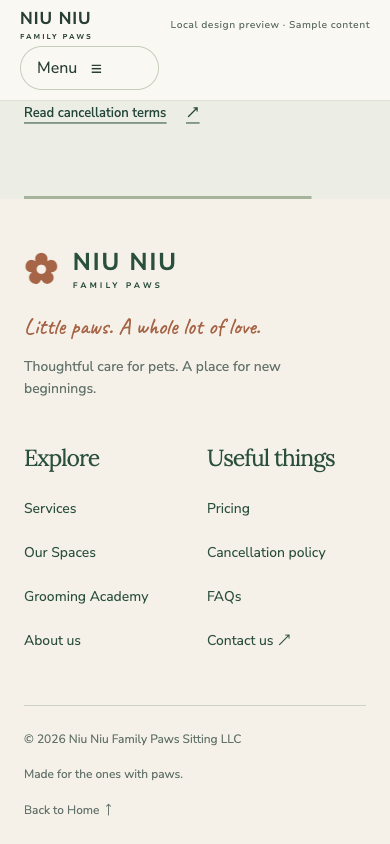 NIU NIU
FAMILY PAWS
Local design preview · Sample content
Menu ≡
Read cancellation terms ↗
NIU NIU
FAMILY PAWS
Little paws. A whole lot of love.
Thoughtful care for pets. A place for new
beginnings.
Explore
Services
Our Spaces
Grooming Academy
About us
Useful things
Pricing
Cancellation policy
FAQs
Contact us ↗
© 2026 Niu Niu Family Paws Sitting LLC
Made for the ones with paws.
Back to Home ↑